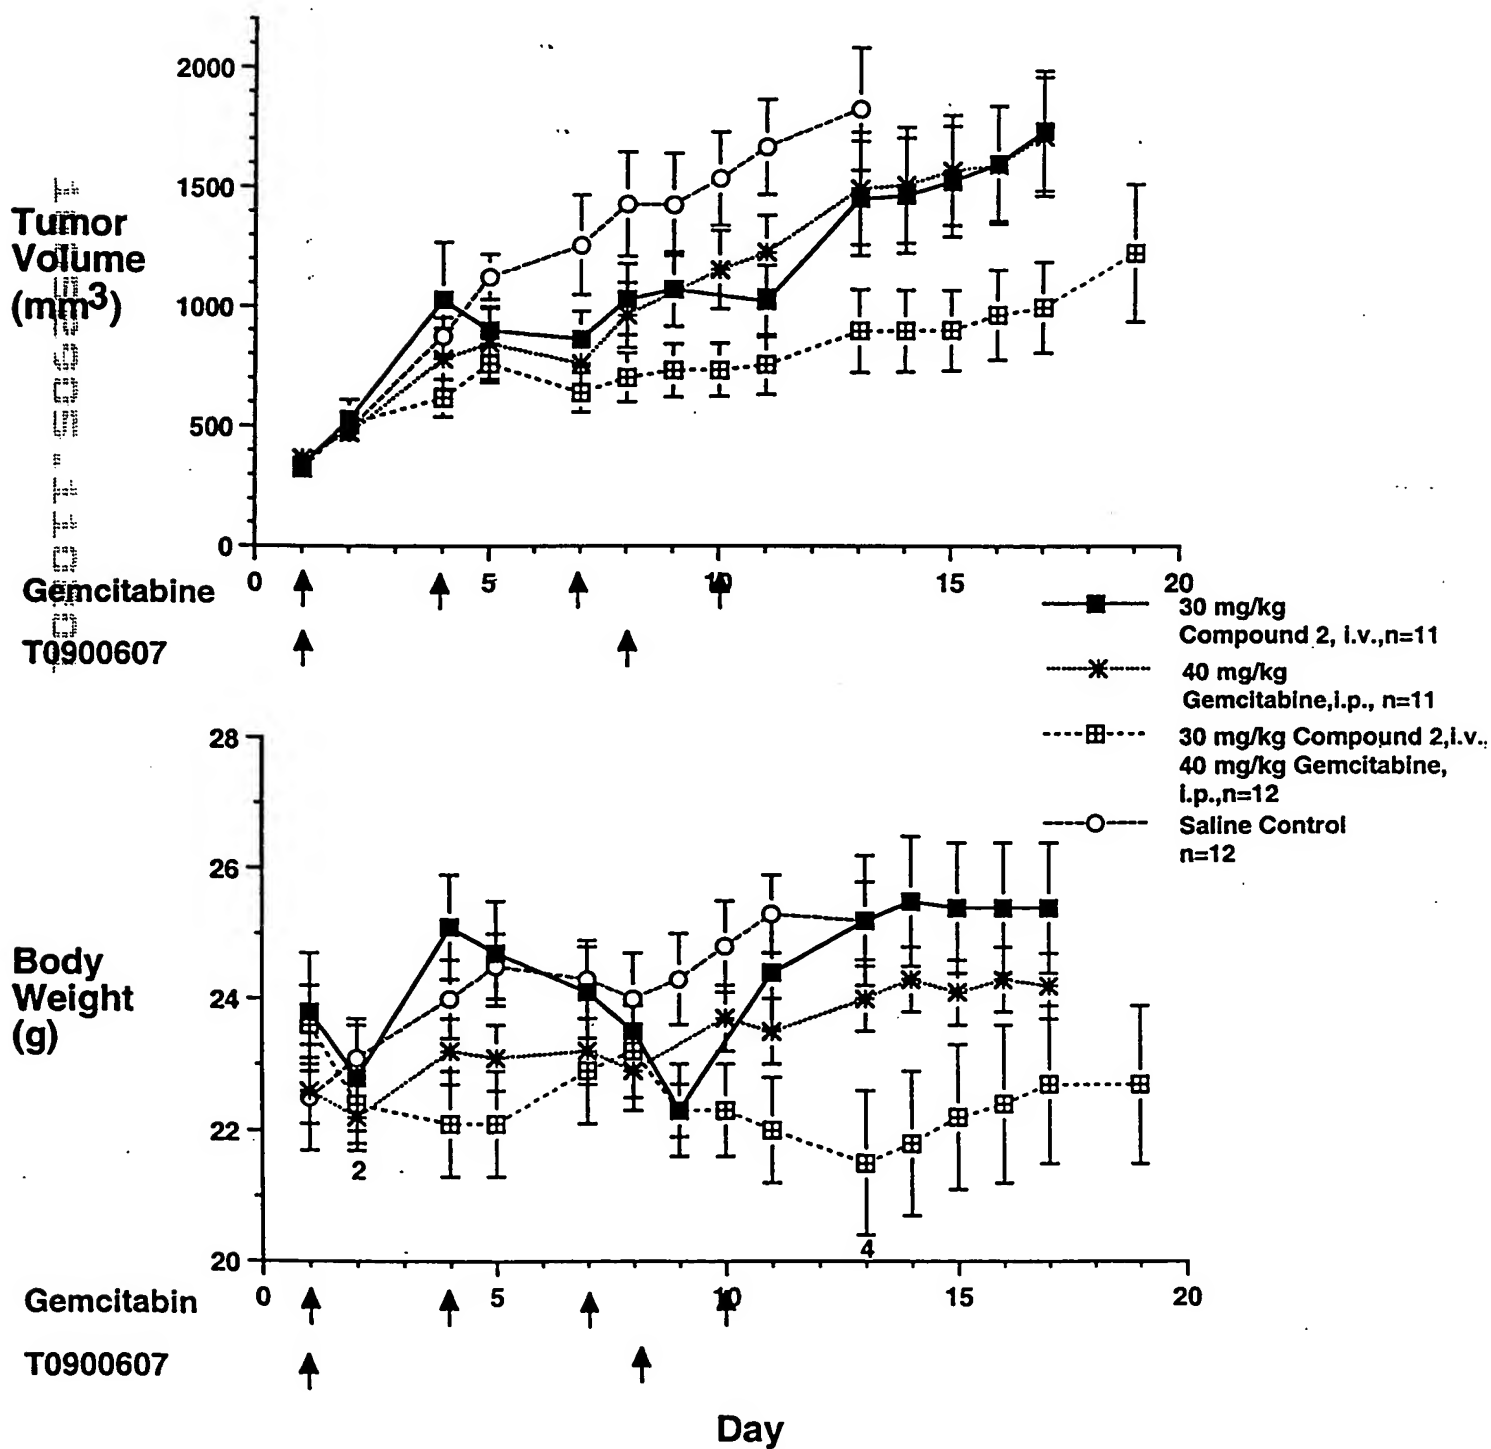 2000
1500
Tumor
Volume
(mm3)
1000
500
0
0 5 10 15 20
Gemcitabine
T0900607
30 mg/kg
Compound 2, i.v.,n=11
40 mg/kg
Gemcitabine,i.p., n=11
30 mg/kg Compound 2,i.v.,
40 mg/kg Gemcitabine,
i.p.,n=12
Saline Control
n=12
28
26
Body
Weight
(g)
24
22
2
4
20
0 5 10 15 20
Gemcitabin
T0900607
Day